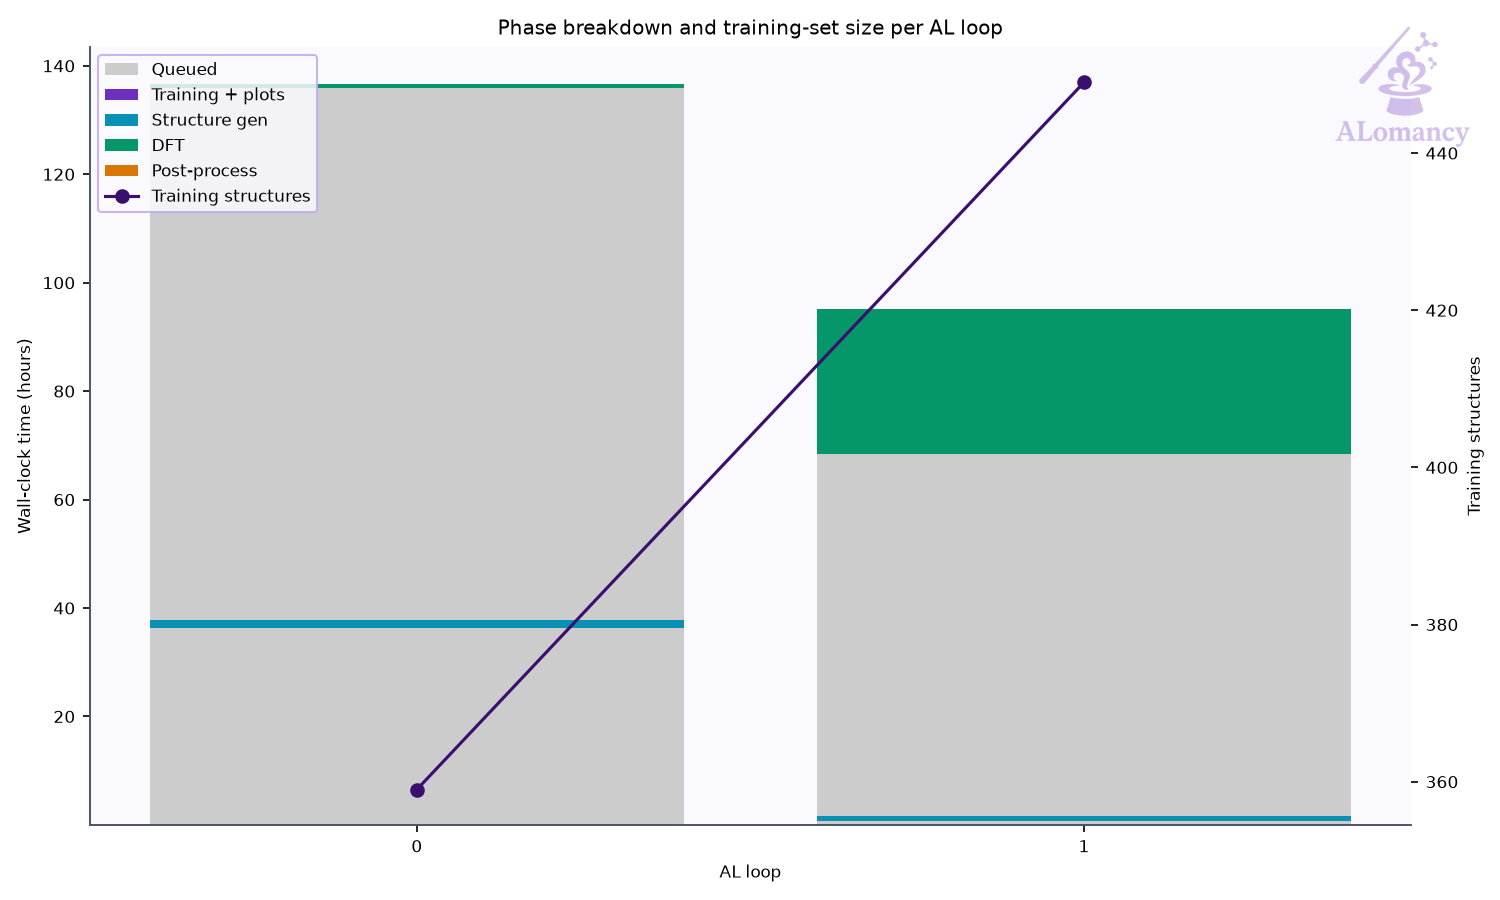 Phase breakdown and training-set size per AL loop
ALomancy
Queued
Training + plots
Structure gen
DFT
Post-process
Training structures
140
120
100
80
60
40
20
Wall-clock time (hours)
440
420
400
380
360
Training structures
0
1
AL loop